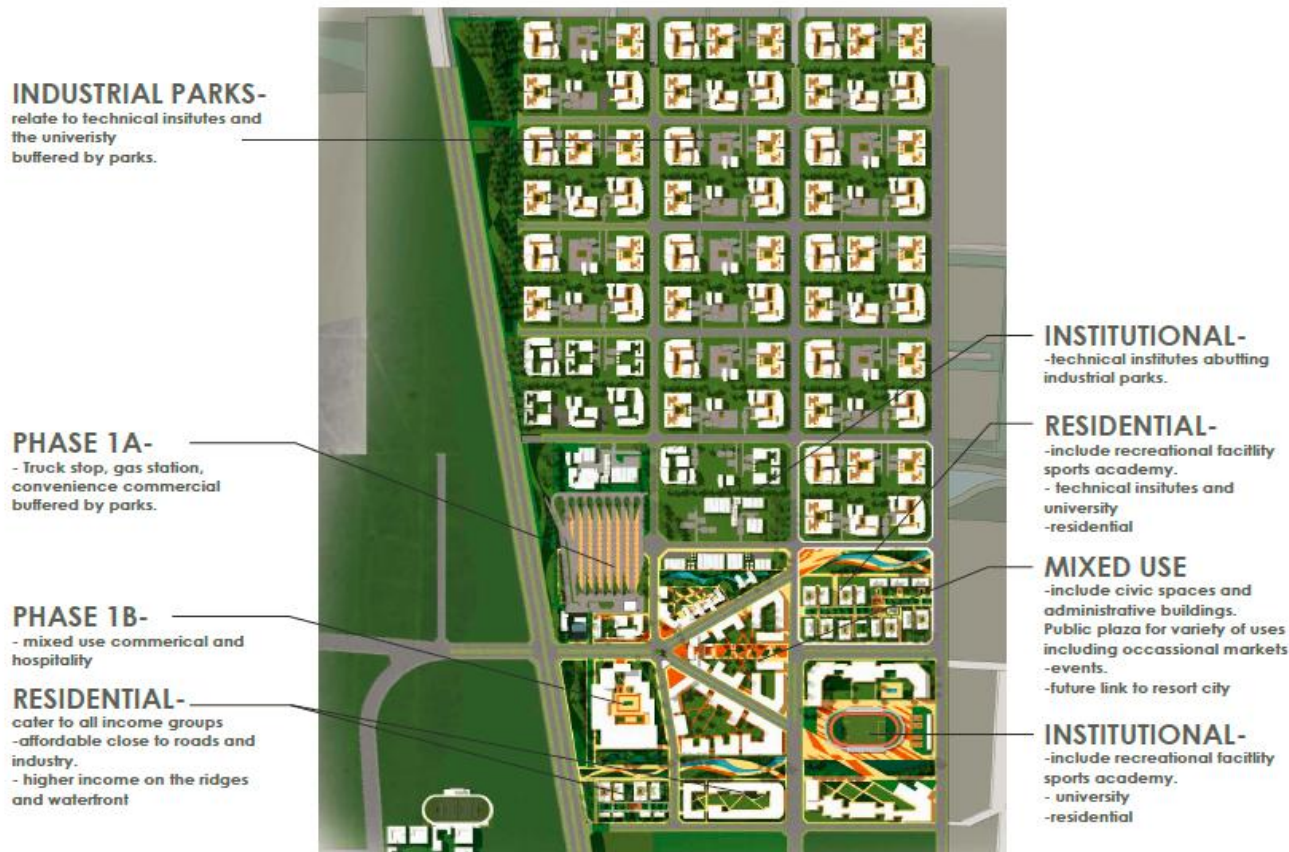 INDUSTRIAL PARKS-
relate to technical insitutes and
the univeristy
buffered by parks.
PHASE 1A-
- Truck stop, gas station,
convenience commercial
buffered by parks.
PHASE 1B-
- mixed use commerical and
hospitality
RESIDENTIAL-
cater to all income groups
-affordable close to roads and
industry.
- higher income on the ridges
and waterfront
INSTITUTIONAL-
-technical institutes abutting
industrial parks.
RESIDENTIAL-
-include recreational facitlity
sports academy.
- technical insitutes and
university
-residential
MIXED USE
-include civic spaces and
administrative buildings.
Public plaza for variety of uses
including occassional markets
-events.
-future link to resort city
INSTITUTIONAL-
-include recreational facitlity
sports academy.
- university
-residential